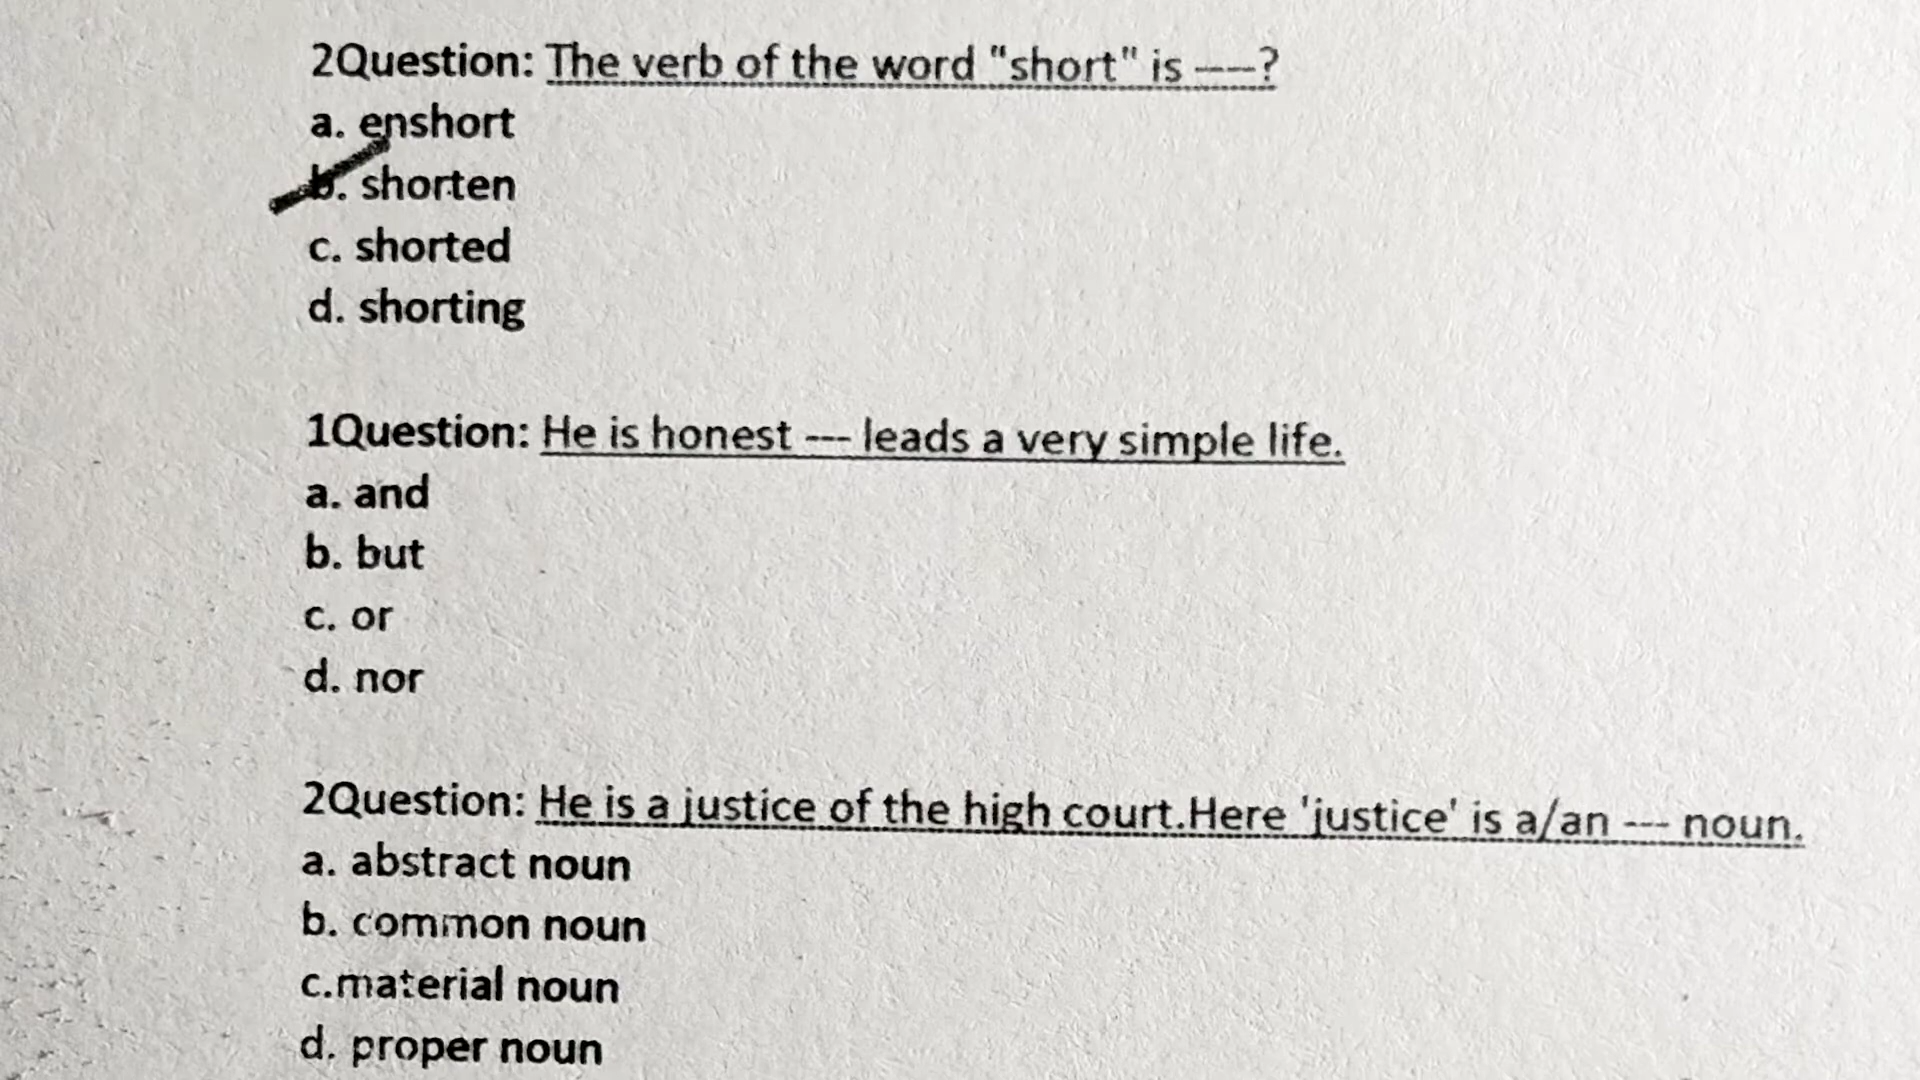 2Question: The verb of the word "short" is ----?
a. enshort
b. shorten
c. shorted
d. shorting
1Question: He is honest --- leads a very simple life.
a. and
b. but
c. or
d. nor
2Question: He is a justice of the high court.Here 'justice' is a/an --- noun.
a. abstract noun
b. common noun
c.material noun
d. proper noun